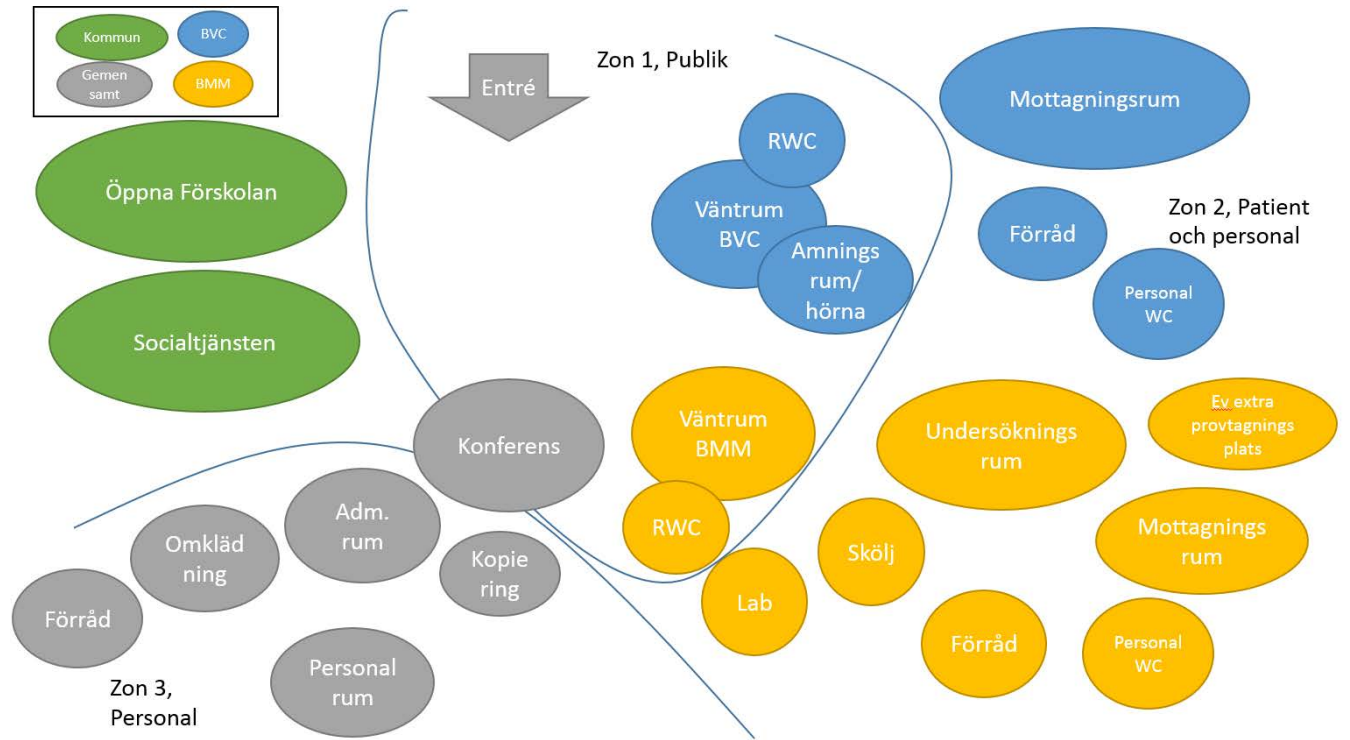 Kommun
BVC
Gemen
samt
BMM
Entré
Zon 1, Publik
Mottagningsrum
RWC
Öppna Förskolan
Väntrum
BVC
Förråd
Zon 2, Patient
och personal
Amnings
rum/
hörna
Personal
WC
Socialtjänsten
Konferens
Väntrum
BMM
Undersöknings
rum
Ev extra
provtagnings
plats
Adm.
rum
RWC
Omkläd
ning
Kopie
ring
Skölj
Mottagnings
rum
Förråd
Lab
Förråd
Personal
WC
Personal
rum
Zon 3,
Personal